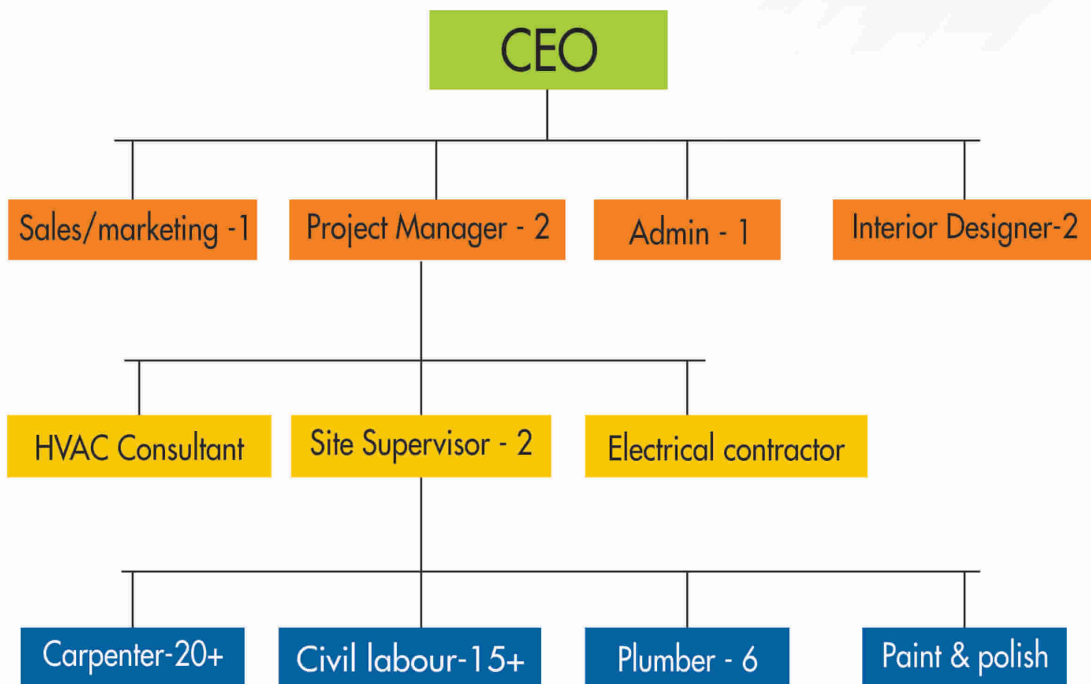 CEO
Sales/marketing -1
Project Manager - 2
Admin - 1
Interior Designer-2
HVAC Consultant
Site Supervisor - 2
Electrical contractor
Carpenter-20+
Civil labour-15+
Plumber - 6
Paint & polish